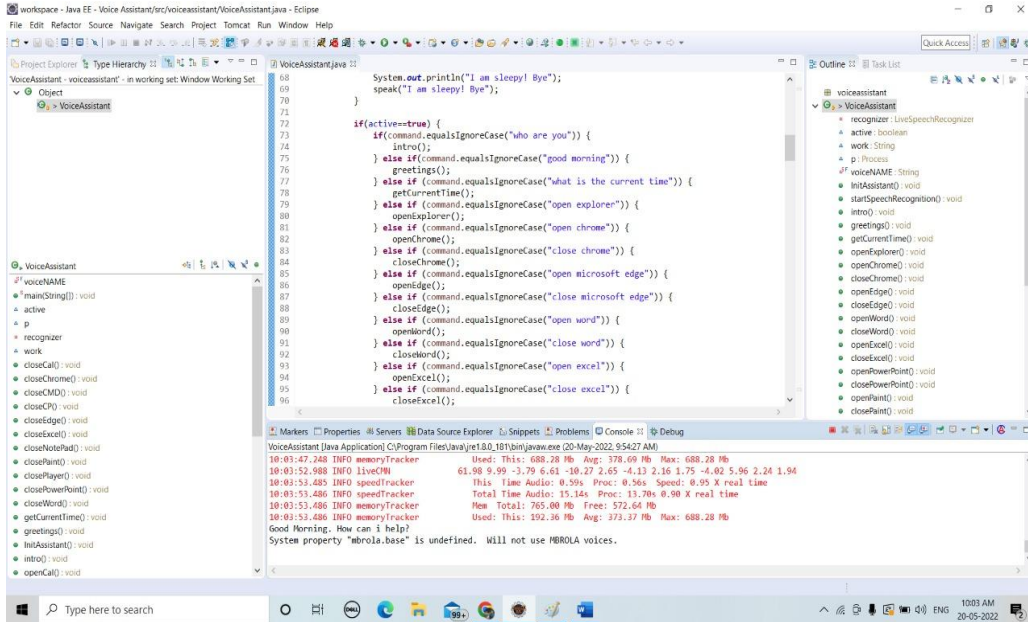 workspace - Java EE - Voice Assistant/src/voiceassistant/VoiceAssistant.java - Eclipse
File Edit Refactor Source Navigate Search Project Tomcat Run Window Help
Quick Access
Project Explorer Type Hierarchy
'VoiceAssistant - voiceassistant' - in working set: Window Working Set
Object
> VoiceAssistant
VoiceAssistant
voiceNAME
main(String[]) : void
active
p
recognizer
work
closeCal() : void
closeChrome() : void
closeCMD() : void
closeCP() : void
closeEdge() : void
closeExcel() : void
closeNotePad() : void
closePaint() : void
closePlayer() : void
closePowerPoint() : void
closeWord() : void
getCurrentTime() : void
greetings() : void
InitAssistant() : void
intro() : void
openCal() : void
VoiceAssistant.java
68 System.out.println("I am sleepy! Bye");
69 speak("I am sleepy! Bye");
70 }
71
72 if(active==true) {
73 if(command.equalsIgnoreCase("who are you")) {
74 intro();
75 } else if(command.equalsIgnoreCase("good morning")) {
76 greetings();
77 } else if (command.equalsIgnoreCase("what is the current time")) {
78 getCurrentTime();
79 } else if (command.equalsIgnoreCase("open explorer")) {
80 openExplorer();
81 } else if (command.equalsIgnoreCase("open chrome")) {
82 openChrome();
83 } else if (command.equalsIgnoreCase("close chrome")) {
84 closeChrome();
85 } else if (command.equalsIgnoreCase("open microsoft edge")) {
86 openEdge();
87 } else if (command.equalsIgnoreCase("close microsoft edge")) {
88 closeEdge();
89 } else if (command.equalsIgnoreCase("open word")) {
90 openWord();
91 } else if (command.equalsIgnoreCase("close word")) {
92 closeWord();
93 } else if (command.equalsIgnoreCase("open excel")) {
94 openExcel();
95 } else if (command.equalsIgnoreCase("close excel")) {
96 closeExcel();
Outline Task List
voiceassistant
> VoiceAssistant
recognizer : LiveSpeechRecognizer
active : boolean
work : String
p : Process
voiceNAME : String
InitAssistant() : void
startSpeechRecognition() : void
intro() : void
greetings() : void
getCurrentTime() : void
openExplorer() : void
openChrome() : void
closeChrome() : void
openEdge() : void
closeEdge() : void
openWord() : void
closeWord() : void
openExcel() : void
closeExcel() : void
openPowerPoint() : void
closePowerPoint() : void
openPaint() : void
closePaint() : void
Markers Properties Servers Data Source Explorer Snippets Problems Console Debug
VoiceAssistant [Java Application] C:\Program Files\Java\jre1.8.0_181\bin\javaw.exe (20-May-2022, 9:54:27 AM)
10:03:47.248 INFO memoryTracker Used: This: 688.28 Mb Avg: 378.69 Mb Max: 688.28 Mb
10:03:52.988 INFO liveCMN 61.98 9.99 -3.79 6.61 -10.27 2.65 -4.13 2.16 1.75 -4.02 5.96 2.24 1.94
10:03:53.485 INFO speedTracker This Time Audio: 0.59s Proc: 0.56s Speed: 0.95 X real time
10:03:53.486 INFO speedTracker Total Time Audio: 15.14s Proc: 13.70s 0.90 X real time
10:03:53.486 INFO memoryTracker Mem Total: 765.00 Mb Free: 572.64 Mb
10:03:53.486 INFO memoryTracker Used: This: 192.36 Mb Avg: 373.37 Mb Max: 688.28 Mb
Good Morning. How can i help?
System property "mbrola.base" is undefined. Will not use MBROLA voices.
Type here to search
DELL
99+
ENG
10:03 AM
20-05-2022
2